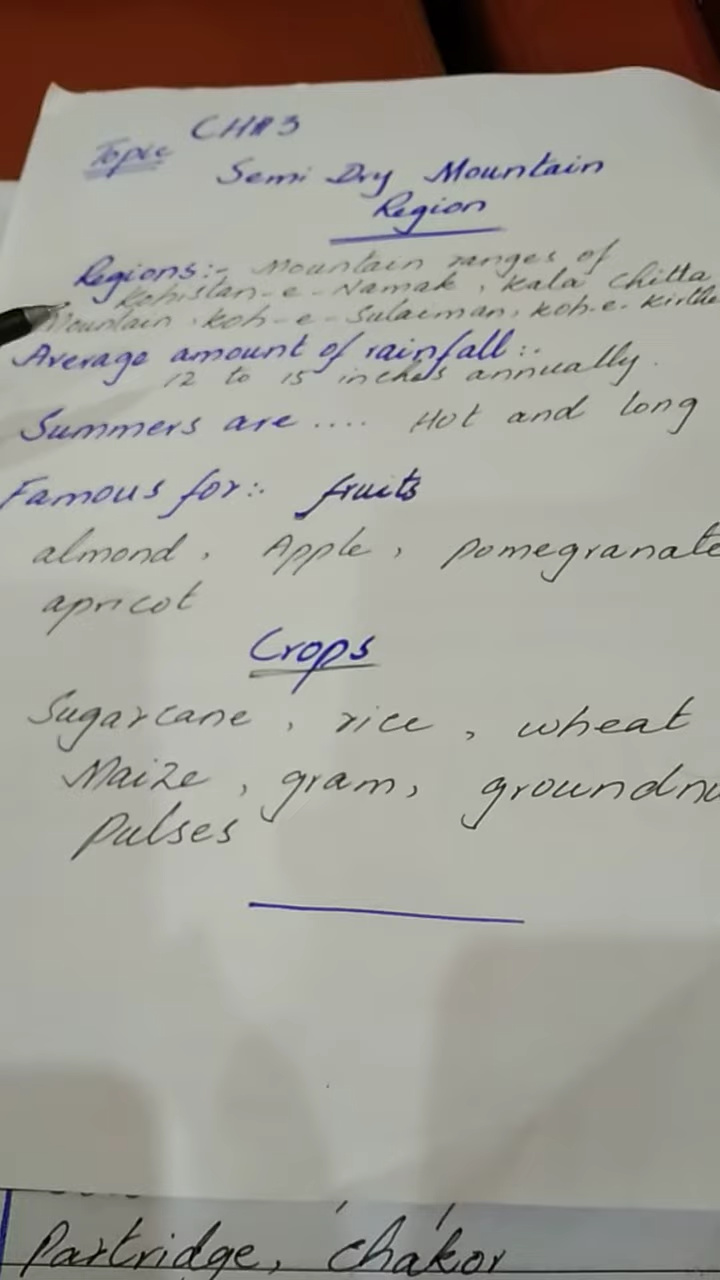 CH#3
Topic
Semi Dry Mountain
Region
Regions:- Mountain ranges of
Kohistan-e-Namak, Kala Chitta
Mountain, koh-e-Sulaiman, koh-e-Kirtha
Average amount of rainfall:-
12 to 15 inches annually.
Summers are .... Hot and long
Famous for:- fruits
almond, Apple, pomegranate
apricot
Crops
Sugarcane, rice, wheat
Maize, gram, groundnu
pulses
Partridge, chakor